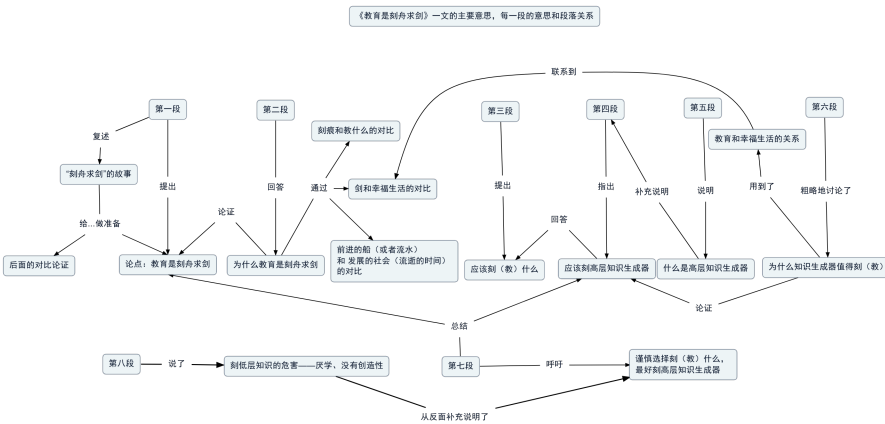 《教育是刻舟求剑》一文的主要意思，每一段的意思和段落关系
联系到
第一段
第二段
第三段
第四段
第五段
第六段
复述
刻痕和教什么的对比
教育和幸福生活的关系
“刻舟求剑”的故事
提出
回答
通过
剑和幸福生活的对比
提出
指出
补充说明
说明
用到了
粗略地讨论了
给...做准备
论证
回答
后面的对比论证
论点：教育是刻舟求剑
为什么教育是刻舟求剑
前进的船（或者流水）
和 发展的社会（流逝的时间）
的对比
应该刻（教）什么
应该刻高层知识生成器
什么是高层知识生成器
为什么知识生成器值得刻（教）
论证
总结
第八段
说了
刻低层知识的危害——厌学、没有创造性
第七段
呼吁
谨慎选择刻（教）什么，
最好刻高层知识生成器
从反面补充说明了